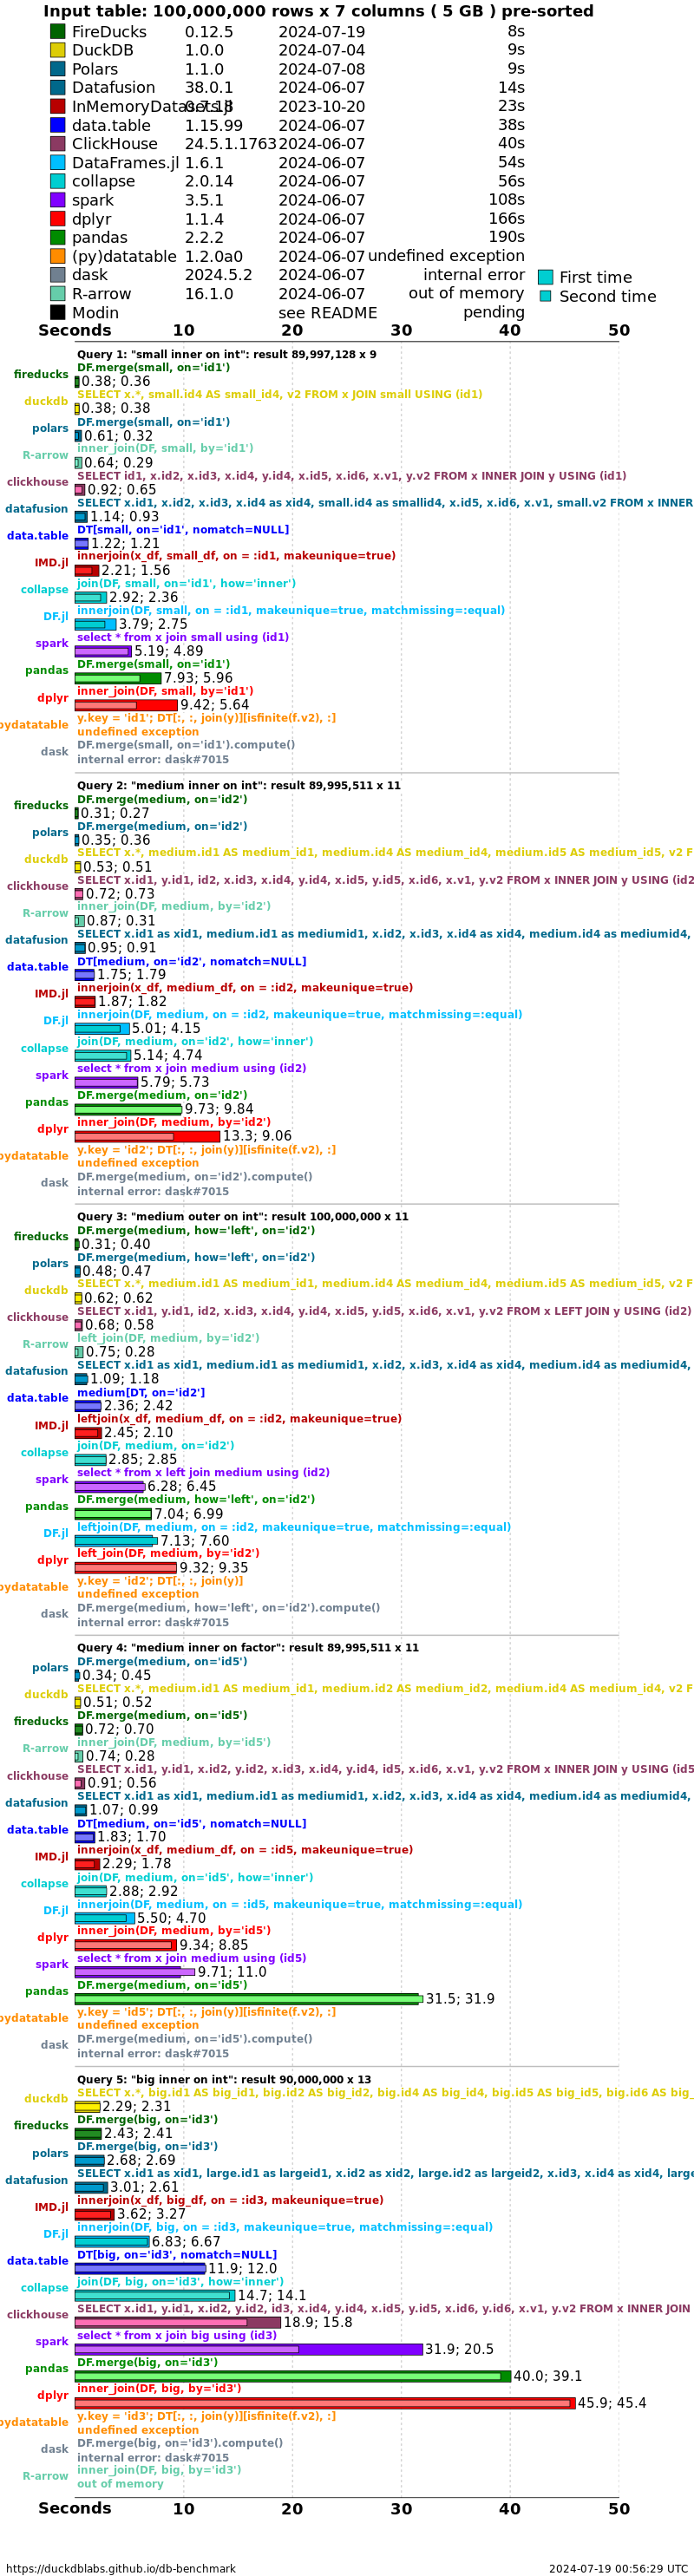 Input table: 100,000,000 rows x 7 columns ( 5 GB ) pre-sorted
FireDucks 0.12.5 2024-07-19 8s
DuckDB 1.0.0 2024-07-04 9s
Polars 1.1.0 2024-07-08 9s
Datafusion 38.0.1 2024-06-07 14s
InMemoryDatasets.jl 0.7.18 2023-10-20 23s
data.table 1.15.99 2024-06-07 38s
ClickHouse 24.5.1.1763 2024-06-07 40s
DataFrames.jl 1.6.1 2024-06-07 54s
collapse 2.0.14 2024-06-07 56s
spark 3.5.1 2024-06-07 108s
dplyr 1.1.4 2024-06-07 166s
pandas 2.2.2 2024-06-07 190s
(py)datatable 1.2.0a0 2024-06-07 undefined exception
dask 2024.5.2 2024-06-07 internal error
R-arrow 16.1.0 2024-06-07 out of memory
Modin see README pending
First time
Second time
Seconds 10 20 30 40 50
Query 1: "small inner on int": result 89,997,128 x 9
DF.merge(small, on='id1')
fireducks 0.38; 0.36
SELECT x.*, small.id4 AS small_id4, v2 FROM x JOIN small USING (id1)
duckdb 0.38; 0.38
DF.merge(small, on='id1')
polars 0.61; 0.32
inner_join(DF, small, by='id1')
R-arrow 0.64; 0.29
SELECT id1, x.id2, x.id3, x.id4, y.id4, x.id5, x.id6, x.v1, y.v2 FROM x INNER JOIN y USING (id1)
clickhouse 0.92; 0.65
SELECT x.id1, x.id2, x.id3, x.id4 as xid4, small.id4 as smallid4, x.id5, x.id6, x.v1, small.v2 FROM x INNER
datafusion 1.14; 0.93
DT[small, on='id1', nomatch=NULL]
data.table 1.22; 1.21
innerjoin(x_df, small_df, on = :id1, makeunique=true)
IMD.jl 2.21; 1.56
join(DF, small, on='id1', how='inner')
collapse 2.92; 2.36
innerjoin(DF, small, on = :id1, makeunique=true, matchmissing=:equal)
DF.jl 3.79; 2.75
select * from x join small using (id1)
spark 5.19; 4.89
DF.merge(small, on='id1')
pandas 7.93; 5.96
inner_join(DF, small, by='id1')
dplyr 9.42; 5.64
y.key = 'id1'; DT[:, :, join(y)][isfinite(f.v2), :]
pydatatable undefined exception
DF.merge(small, on='id1').compute()
dask internal error: dask#7015
Query 2: "medium inner on int": result 89,995,511 x 11
DF.merge(medium, on='id2')
fireducks 0.31; 0.27
DF.merge(medium, on='id2')
polars 0.35; 0.36
SELECT x.*, medium.id1 AS medium_id1, medium.id4 AS medium_id4, medium.id5 AS medium_id5, v2 F
duckdb 0.53; 0.51
SELECT x.id1, y.id1, id2, x.id3, x.id4, y.id4, x.id5, y.id5, x.id6, x.v1, y.v2 FROM x INNER JOIN y USING (id2
clickhouse 0.72; 0.73
inner_join(DF, medium, by='id2')
R-arrow 0.87; 0.31
SELECT x.id1 as xid1, medium.id1 as mediumid1, x.id2, x.id3, x.id4 as xid4, medium.id4 as mediumid4,
datafusion 0.95; 0.91
DT[medium, on='id2', nomatch=NULL]
data.table 1.75; 1.79
innerjoin(x_df, medium_df, on = :id2, makeunique=true)
IMD.jl 1.87; 1.82
innerjoin(DF, medium, on = :id2, makeunique=true, matchmissing=:equal)
DF.jl 5.01; 4.15
join(DF, medium, on='id2', how='inner')
collapse 5.14; 4.74
select * from x join medium using (id2)
spark 5.79; 5.73
DF.merge(medium, on='id2')
pandas 9.73; 9.84
inner_join(DF, medium, by='id2')
dplyr 13.3; 9.06
y.key = 'id2'; DT[:, :, join(y)][isfinite(f.v2), :]
pydatatable undefined exception
DF.merge(medium, on='id2').compute()
dask internal error: dask#7015
Query 3: "medium outer on int": result 100,000,000 x 11
DF.merge(medium, how='left', on='id2')
fireducks 0.31; 0.40
DF.merge(medium, how='left', on='id2')
polars 0.48; 0.47
SELECT x.*, medium.id1 AS medium_id1, medium.id4 AS medium_id4, medium.id5 AS medium_id5, v2 F
duckdb 0.62; 0.62
SELECT x.id1, y.id1, id2, x.id3, x.id4, y.id4, x.id5, y.id5, x.id6, x.v1, y.v2 FROM x LEFT JOIN y USING (id2)
clickhouse 0.68; 0.58
left_join(DF, medium, by='id2')
R-arrow 0.75; 0.28
SELECT x.id1 as xid1, medium.id1 as mediumid1, x.id2, x.id3, x.id4 as xid4, medium.id4 as mediumid4,
datafusion 1.09; 1.18
medium[DT, on='id2']
data.table 2.36; 2.42
leftjoin(x_df, medium_df, on = :id2, makeunique=true)
IMD.jl 2.45; 2.10
join(DF, medium, on='id2')
collapse 2.85; 2.85
select * from x left join medium using (id2)
spark 6.28; 6.45
DF.merge(medium, how='left', on='id2')
pandas 7.04; 6.99
leftjoin(DF, medium, on = :id2, makeunique=true, matchmissing=:equal)
DF.jl 7.13; 7.60
left_join(DF, medium, by='id2')
dplyr 9.32; 9.35
y.key = 'id2'; DT[:, :, join(y)]
pydatatable undefined exception
DF.merge(medium, how='left', on='id2').compute()
dask internal error: dask#7015
Query 4: "medium inner on factor": result 89,995,511 x 11
DF.merge(medium, on='id5')
polars 0.34; 0.45
SELECT x.*, medium.id1 AS medium_id1, medium.id2 AS medium_id2, medium.id4 AS medium_id4, v2 F
duckdb 0.51; 0.52
DF.merge(medium, on='id5')
fireducks 0.72; 0.70
inner_join(DF, medium, by='id5')
R-arrow 0.74; 0.28
SELECT x.id1, y.id1, x.id2, y.id2, x.id3, x.id4, y.id4, id5, x.id6, x.v1, y.v2 FROM x INNER JOIN y USING (id5
clickhouse 0.91; 0.56
SELECT x.id1 as xid1, medium.id1 as mediumid1, x.id2, x.id3, x.id4 as xid4, medium.id4 as mediumid4,
datafusion 1.07; 0.99
DT[medium, on='id5', nomatch=NULL]
data.table 1.83; 1.70
innerjoin(x_df, medium_df, on = :id5, makeunique=true)
IMD.jl 2.29; 1.78
join(DF, medium, on='id5', how='inner')
collapse 2.88; 2.92
innerjoin(DF, medium, on = :id5, makeunique=true, matchmissing=:equal)
DF.jl 5.50; 4.70
inner_join(DF, medium, by='id5')
dplyr 9.34; 8.85
select * from x join medium using (id5)
spark 9.71; 11.0
DF.merge(medium, on='id5')
pandas 31.5; 31.9
y.key = 'id5'; DT[:, :, join(y)][isfinite(f.v2), :]
pydatatable undefined exception
DF.merge(medium, on='id5').compute()
dask internal error: dask#7015
Query 5: "big inner on int": result 90,000,000 x 13
SELECT x.*, big.id1 AS big_id1, big.id2 AS big_id2, big.id4 AS big_id4, big.id5 AS big_id5, big.id6 AS big_
duckdb 2.29; 2.31
DF.merge(big, on='id3')
fireducks 2.43; 2.41
DF.merge(big, on='id3')
polars 2.68; 2.69
SELECT x.id1 as xid1, large.id1 as largeid1, x.id2 as xid2, large.id2 as largeid2, x.id3, x.id4 as xid4, large
datafusion 3.01; 2.61
innerjoin(x_df, big_df, on = :id3, makeunique=true)
IMD.jl 3.62; 3.27
innerjoin(DF, big, on = :id3, makeunique=true, matchmissing=:equal)
DF.jl 6.83; 6.67
DT[big, on='id3', nomatch=NULL]
data.table 11.9; 12.0
join(DF, big, on='id3', how='inner')
collapse 14.7; 14.1
SELECT x.id1, y.id1, x.id2, y.id2, id3, x.id4, y.id4, x.id5, y.id5, x.id6, y.id6, x.v1, y.v2 FROM x INNER JOIN
clickhouse 18.9; 15.8
select * from x join big using (id3)
spark 31.9; 20.5
DF.merge(big, on='id3')
pandas 40.0; 39.1
inner_join(DF, big, by='id3')
dplyr 45.9; 45.4
y.key = 'id3'; DT[:, :, join(y)][isfinite(f.v2), :]
pydatatable undefined exception
DF.merge(big, on='id3').compute()
dask internal error: dask#7015
inner_join(DF, big, by='id3')
R-arrow out of memory
Seconds 10 20 30 40 50
https://duckdblabs.github.io/db-benchmark 2024-07-19 00:56:29 UTC